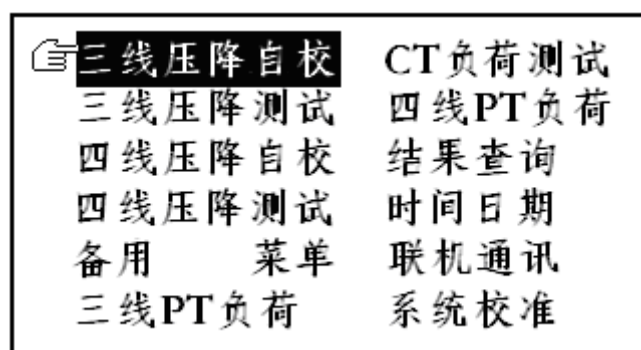 三线压降自校 CT负荷测试
三线压降测试 四线PT负荷
四线压降自校 结果查询
四线压降测试 时间日期
备用 菜单 联机通讯
三线PT负荷 系统校准